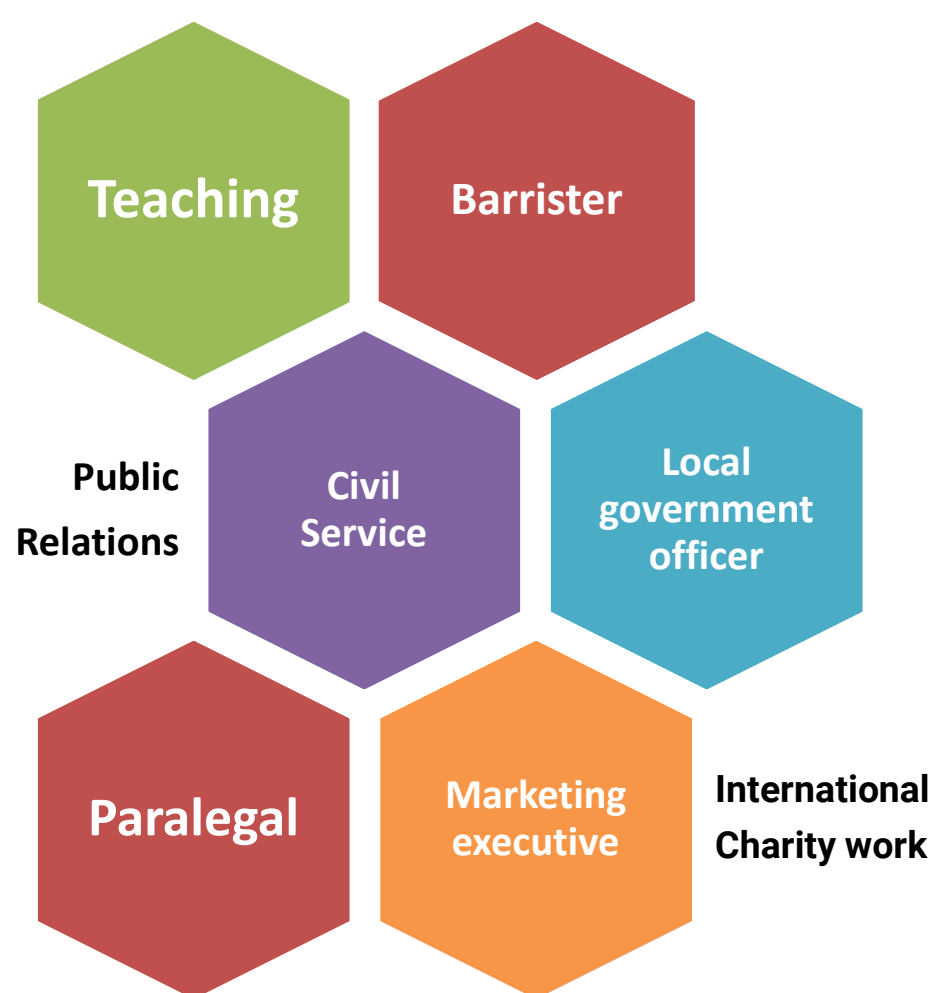 Teaching
Barrister
Public
Relations
Civil
Service
Local
government
officer
Paralegal
Marketing
executive
International
Charity work